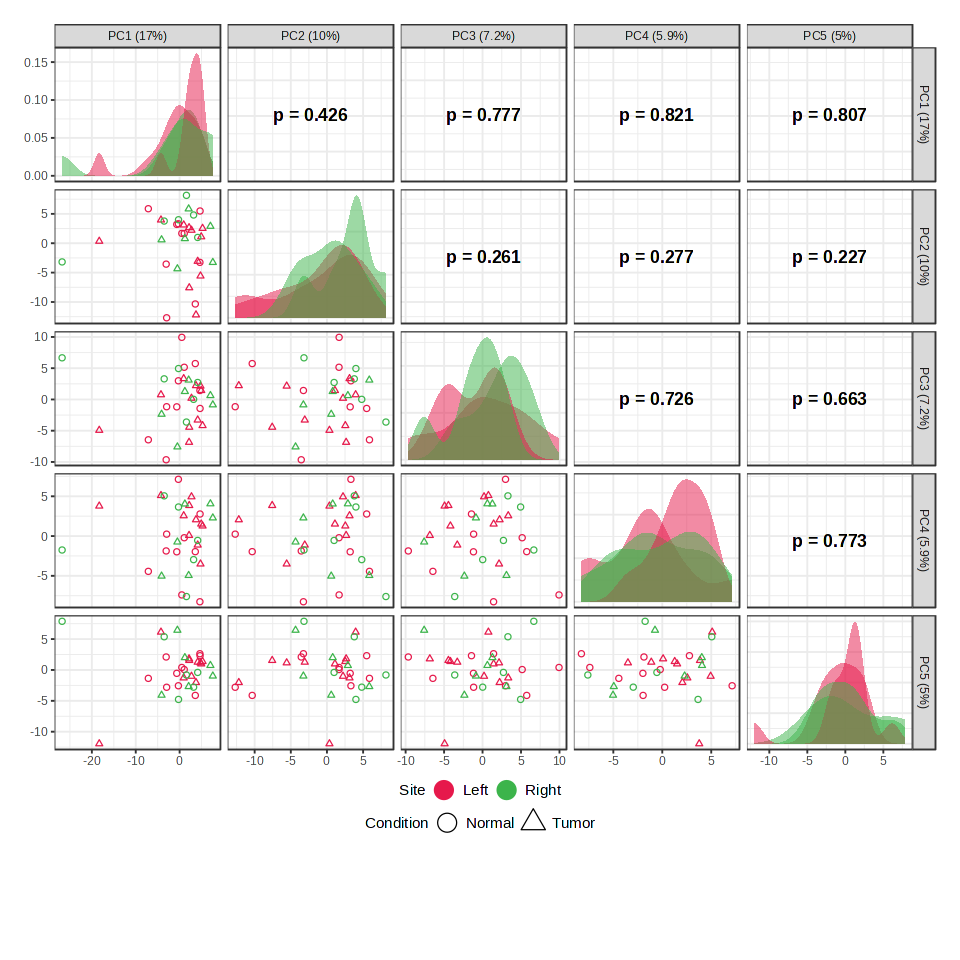 PC1 (17%) PC2 (10%) PC3 (7.2%) PC4 (5.9%) PC5 (5%)
0.15
0.10
0.05
0.00
p = 0.426 p = 0.777 p = 0.821 p = 0.807
PC1 (17%)
5
0
-5
-10
p = 0.261 p = 0.277 p = 0.227
PC2 (10%)
10
5
0
-5
-10
p = 0.726 p = 0.663
PC3 (7.2%)
5
0
-5
p = 0.773
PC4 (5.9%)
5
0
-5
-10
PC5 (5%)
-20 -10 0 -10 -5 0 5 -10 -5 0 5 10 -5 0 5 -10 -5 0 5
Site Left Right
Condition Normal Tumor